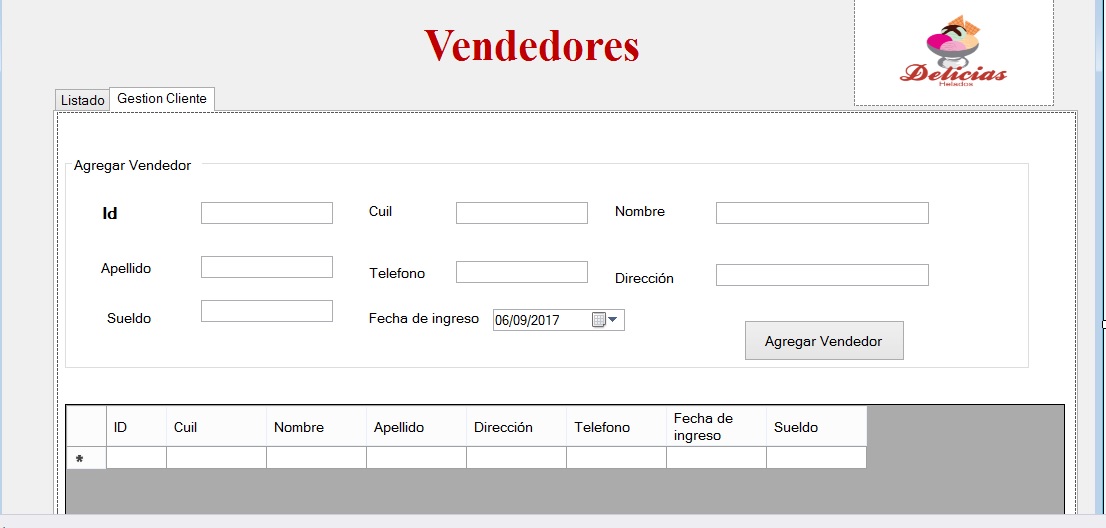 Vendedores
Delicias
Helados
Listado
Gestion Cliente
Agregar Vendedor
Id
Cuil
Nombre
Apellido
Telefono
Dirección
Sueldo
Fecha de ingreso
06/09/2017
Agregar Vendedor
ID
Cuil
Nombre
Apellido
Dirección
Telefono
Fecha de
ingreso
Sueldo
*